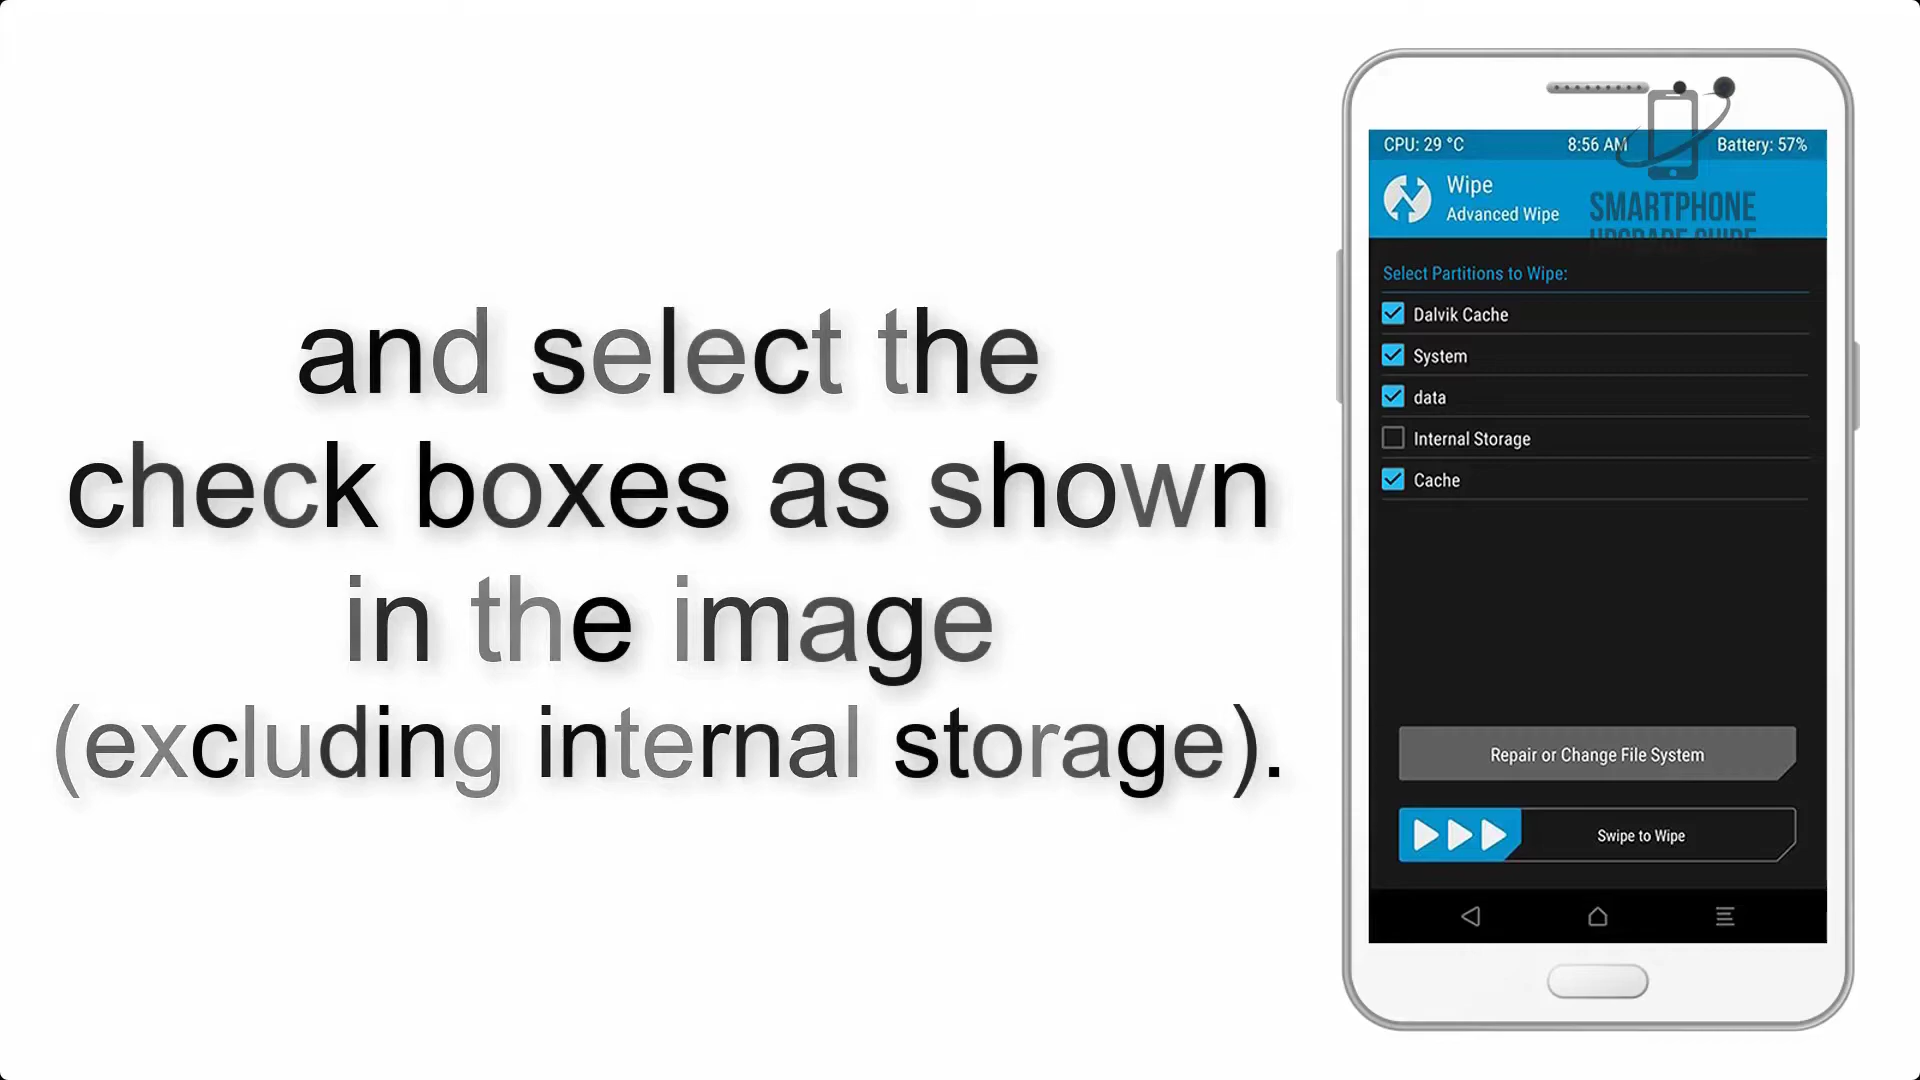 and select the
check boxes as shown
in the image
(excluding internal storage).
CPU: 29 °C 8:56 AM Battery: 57%
Wipe
Advanced Wipe
SMARTPHONE
UPGRADE GUIDE
Select Partitions to Wipe:
Dalvik Cache
System
data
Internal Storage
Cache
Repair or Change File System
Swipe to Wipe